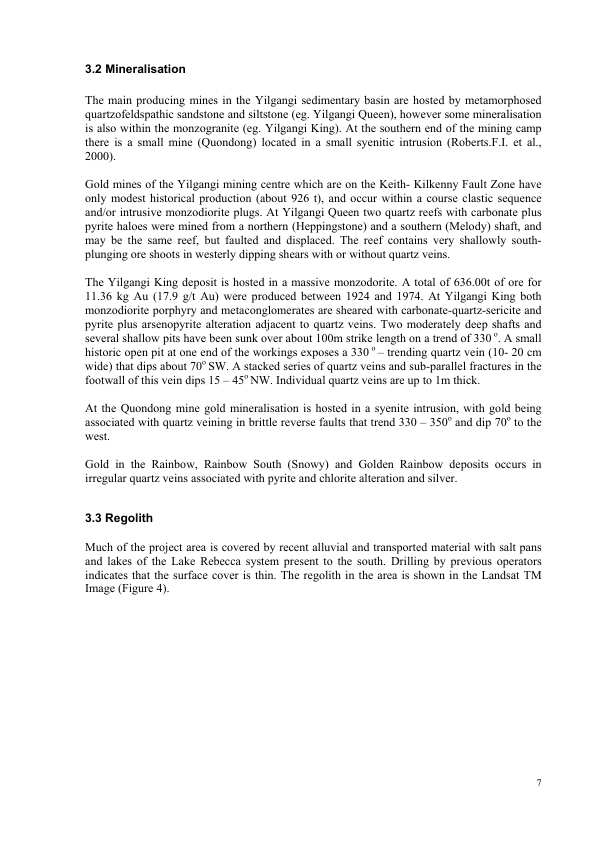 3.2 Mineralisation
The main producing mines in the Yilgangi sedimentary basin are hosted by metamorphosed
quartzofeldspathic sandstone and siltstone (eg. Yilgangi Queen), however some mineralisation
is also within the monzogranite (eg. Yilgangi King). At the southern end of the mining camp
there is a small mine (Quondong) located in a small syenitic intrusion (Roberts.F.I. et al.,
2000).
Gold mines of the Yilgangi mining centre which are on the Keith- Kilkenny Fault Zone have
only modest historical production (about 926 t), and occur within a course clastic sequence
and/or intrusive monzodiorite plugs. At Yilgangi Queen two quartz reefs with carbonate plus
pyrite haloes were mined from a northern (Heppingstone) and a southern (Melody) shaft, and
may be the same reef, but faulted and displaced. The reef contains very shallowly south-
plunging ore shoots in westerly dipping shears with or without quartz veins.
The Yilgangi King deposit is hosted in a massive monzodorite. A total of 636.00t of ore for
11.36 kg Au (17.9 g/t Au) were produced between 1924 and 1974. At Yilgangi King both
monzodiorite porphyry and metaconglomerates are sheared with carbonate-quartz-sericite and
pyrite plus arsenopyrite alteration adjacent to quartz veins. Two moderately deep shafts and
several shallow pits have been sunk over about 100m strike length on a trend of 330 º. A small
historic open pit at one end of the workings exposes a 330 º – trending quartz vein (10- 20 cm
wide) that dips about 70º SW. A stacked series of quartz veins and sub-parallel fractures in the
footwall of this vein dips 15 – 45º NW. Individual quartz veins are up to 1m thick.
At the Quondong mine gold mineralisation is hosted in a syenite intrusion, with gold being
associated with quartz veining in brittle reverse faults that trend 330 – 350º and dip 70º to the
west.
Gold in the Rainbow, Rainbow South (Snowy) and Golden Rainbow deposits occurs in
irregular quartz veins associated with pyrite and chlorite alteration and silver.
3.3 Regolith
Much of the project area is covered by recent alluvial and transported material with salt pans
and lakes of the Lake Rebecca system present to the south. Drilling by previous operators
indicates that the surface cover is thin. The regolith in the area is shown in the Landsat TM
Image (Figure 4).
7